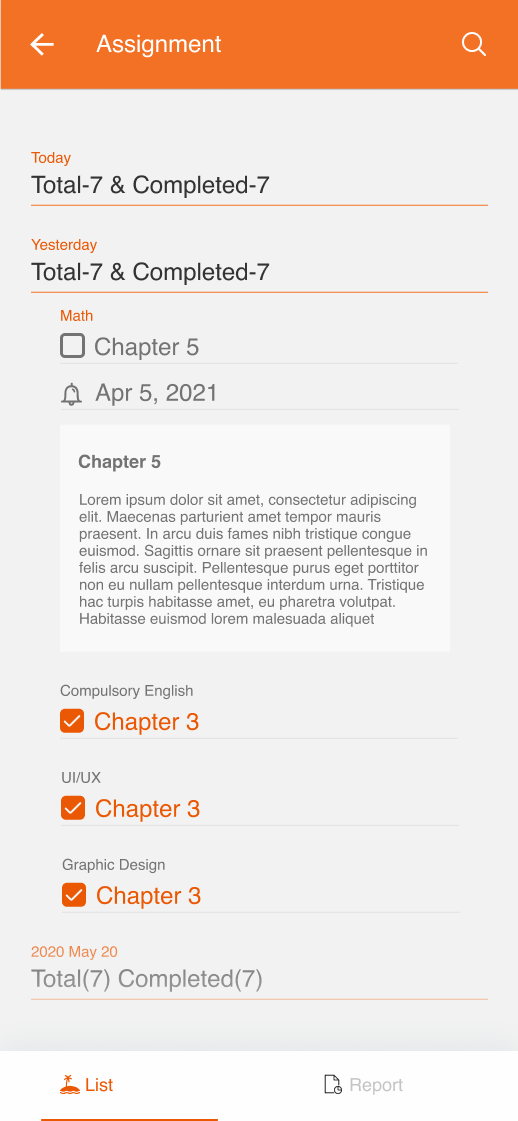 Assignment
Today
Total-7 & Completed-7
Yesterday
Total-7 & Completed-7
Math
Chapter 5
Apr 5, 2021
Chapter 5
Lorem ipsum dolor sit amet, consectetur adipiscing
elit. Maecenas parturient amet tempor mauris
praesent. In arcu duis fames nibh tristique congue
euismod. Sagittis ornare sit praesent pellentesque in
felis arcu suscipit. Pellentesque purus eget porttitor
non eu nullam pellentesque interdum urna. Tristique
hac turpis habitasse amet, eu pharetra volutpat.
Habitasse euismod lorem malesuada aliquet
Compulsory English
Chapter 3
UI/UX
Chapter 3
Graphic Design
Chapter 3
2020 May 20
Total(7) Completed(7)
List
Report